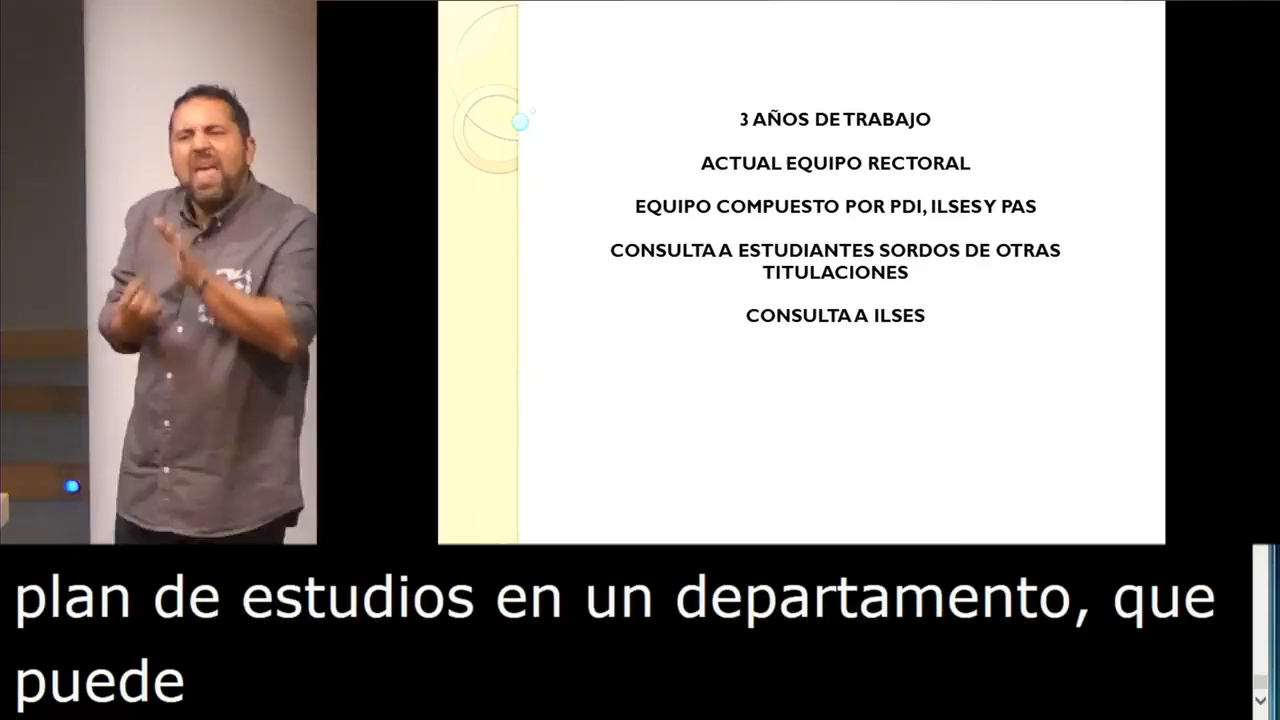 3 AÑOS DE TRABAJO
ACTUAL EQUIPO RECTORAL
EQUIPO COMPUESTO POR PDI, ILSES Y PAS
CONSULTA A ESTUDIANTES SORDOS DE OTRAS
TITULACIONES
CONSULTA A ILSES
plan de estudios en un departamento, que
puede